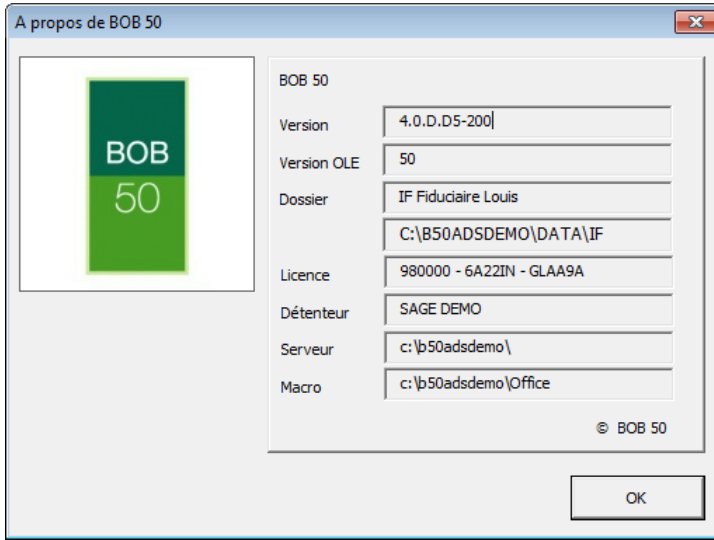 A propos de BOB 50
BOB
50
BOB 50
Version 4.0.D.D5-200
Version OLE 50
Dossier IF Fiduciaire Louis
C:\B50ADSDEMO\DATA\IF
Licence 980000 - 6A22IN - GLAA9A
Détenteur SAGE DEMO
Serveur c:\b50adsdemo\
Macro c:\b50adsdemo\Office
© BOB 50
OK